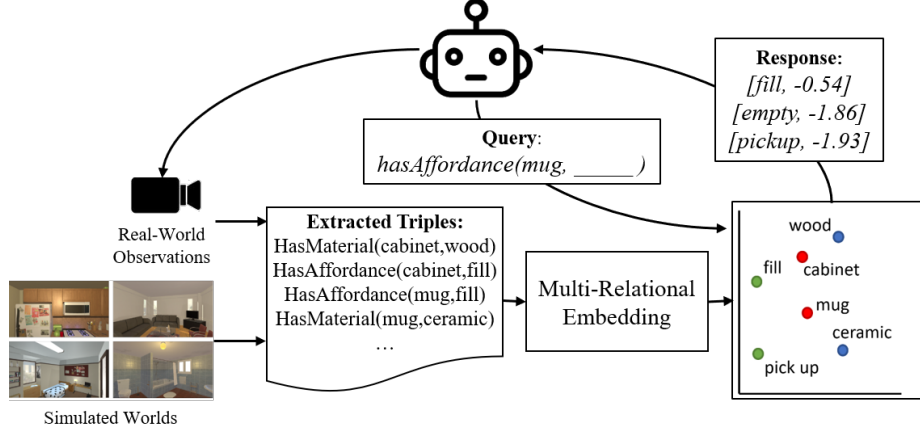 Response:
[fill, -0.54]
[empty, -1.86]
[pickup, -1.93]
Query:
hasAffordance(mug, _____ )
Real-World
Observations
Extracted Triples:
HasMaterial(cabinet,wood)
HasAffordance(cabinet,fill)
HasAffordance(mug,fill)
HasMaterial(mug,ceramic)
…
Simulated Worlds
Multi-Relational
Embedding
wood
fill
cabinet
mug
ceramic
pick up